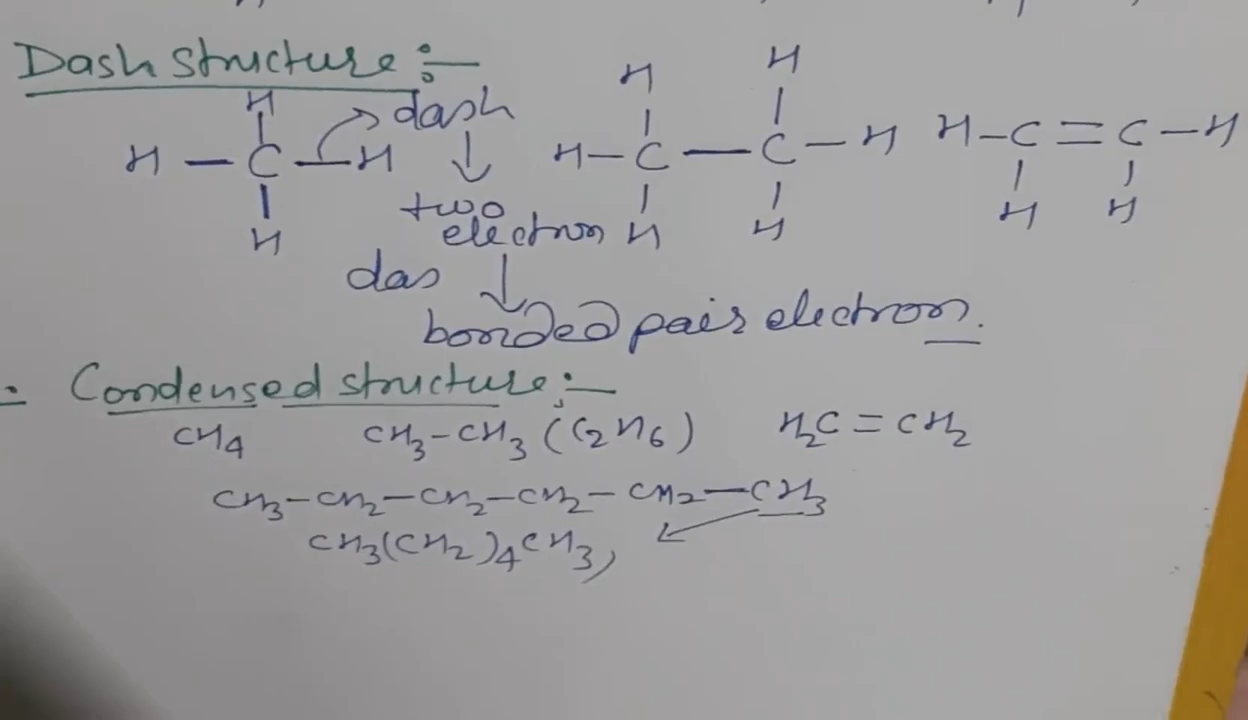 Dash structure :-
H H H
H - C - H dash H - C - C - H H - C = C - H
H two H H H H
electron
das
bonded pair electron.
Condensed structure :-
CH4 CH3-CH3 (C2H6) H2C=CH2
CH3-CH2-CH2-CH2-CH2-CH3
CH3(CH2)4CH3,